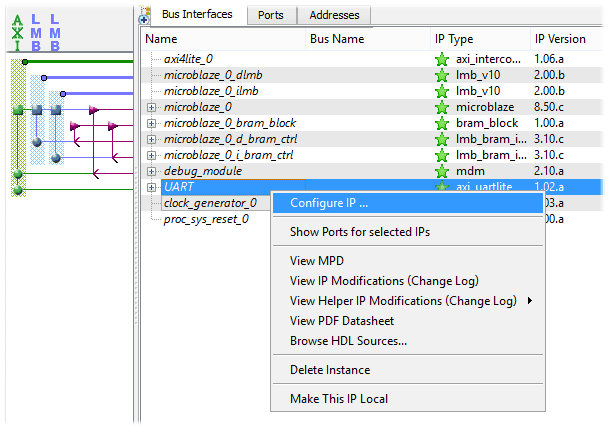 A L L
X M M
I B B
Bus Interfaces Ports Addresses
Name Bus Name IP Type IP Version
axi4lite_0 axi_interco... 1.06.a
microblaze_0_dlmb lmb_v10 2.00.b
microblaze_0_ilmb lmb_v10 2.00.b
microblaze_0 microblaze 8.50.c
microblaze_0_bram_block bram_block 1.00.a
microblaze_0_d_bram_ctrl lmb_bram_i... 3.10.c
microblaze_0_i_bram_ctrl lmb_bram_i... 3.10.c
debug_module mdm 2.10.a
UART axi_uartlite 1.02.a
clock_generator_0 .03.a
proc_sys_reset_0 .00.a
Configure IP ...
Show Ports for selected IPs
View MPD
View IP Modifications (Change Log)
View Helper IP Modifications (Change Log)
View PDF Datasheet
Browse HDL Sources...
Delete Instance
Make This IP Local